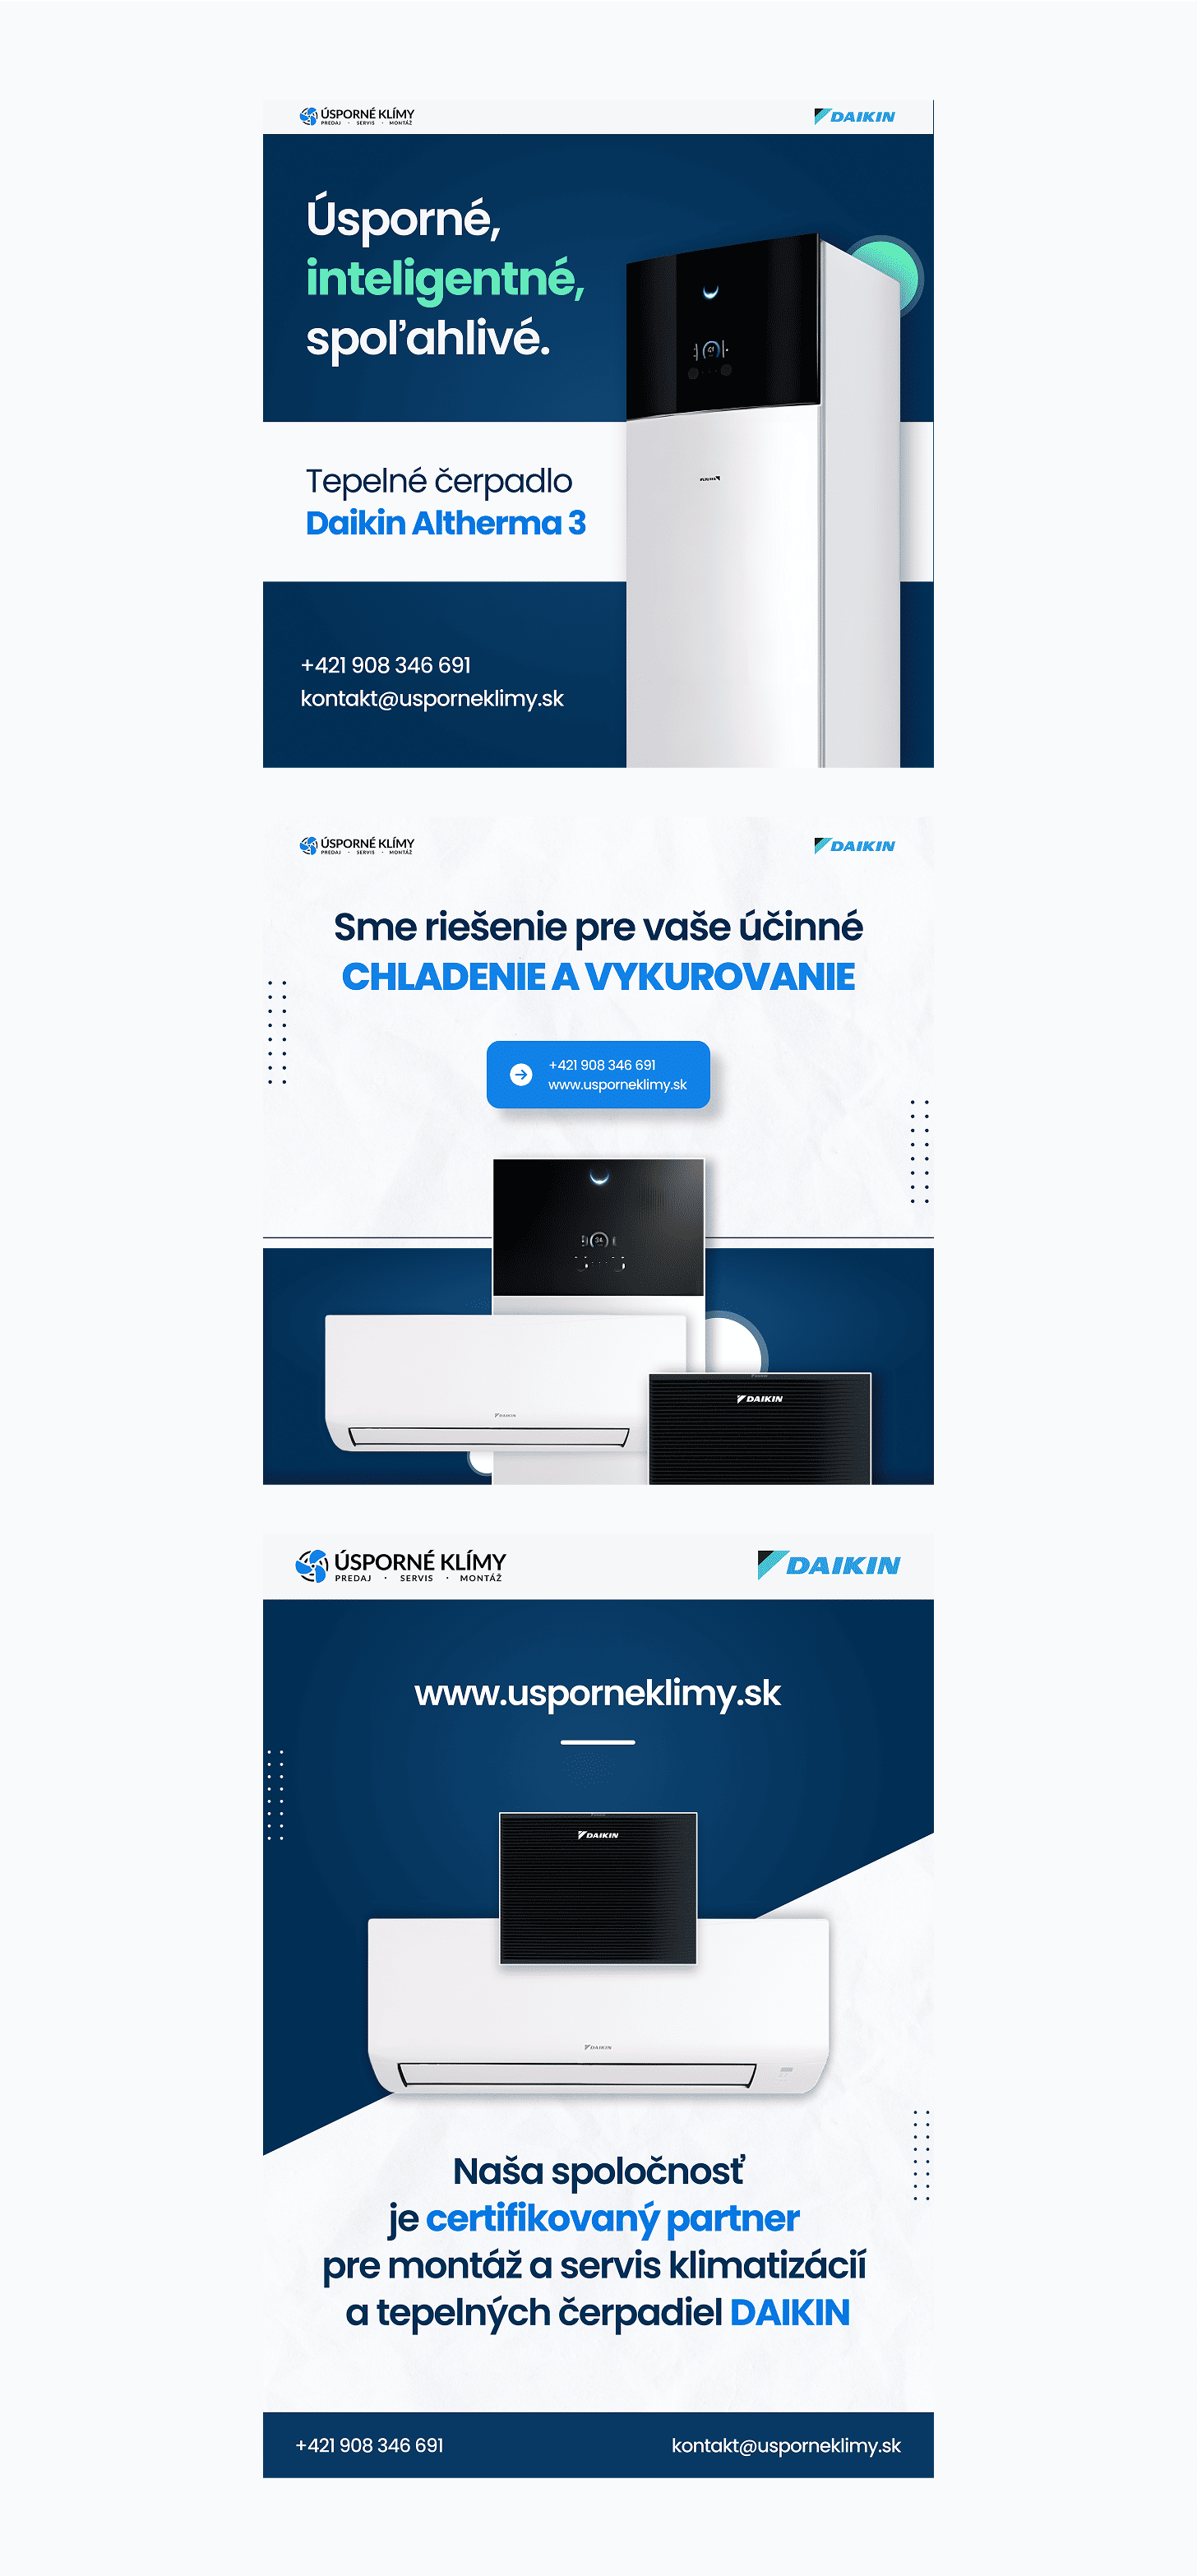 ÚSPORNÉ KLÍMY
PREDAJ · SERVIS · MONTÁŽ
DAIKIN
Úsporné,
inteligentné,
spoľahlivé.
Tepelné čerpadlo
Daikin Altherma 3
+421 908 346 691
kontakt@usporneklimy.sk
ÚSPORNÉ KLÍMY
PREDAJ · SERVIS · MONTÁŽ
DAIKIN
Sme riešenie pre vaše účinné
CHLADENIE A VYKUROVANIE
+421 908 346 691
www.usporneklimy.sk
DAIKIN
DAIKIN
ÚSPORNÉ KLÍMY
PREDAJ · SERVIS · MONTÁŽ
DAIKIN
www.usporneklimy.sk
DAIKIN
DAIKIN
Naša spoločnosť
je certifikovaný partner
pre montáž a servis klimatizácií
a tepelných čerpadiel DAIKIN
+421 908 346 691
kontakt@usporneklimy.sk